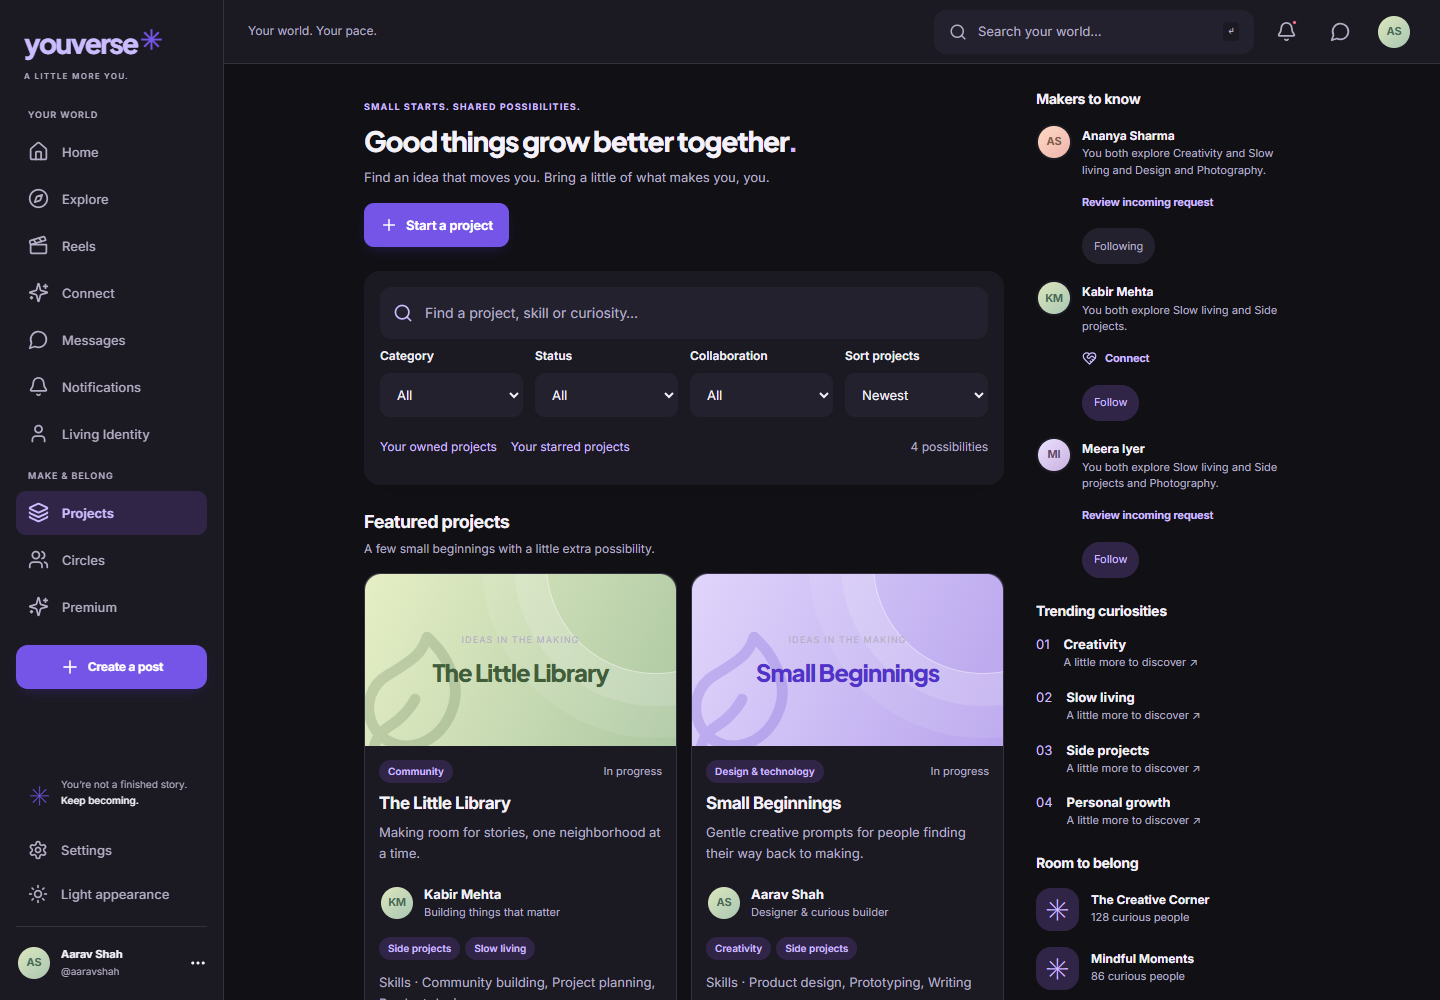 youverse
A LITTLE MORE YOU.
YOUR WORLD
Home
Explore
Reels
Connect
Messages
Notifications
Living Identity
MAKE & BELONG
Projects
Circles
Premium
Create a post
You're not a finished story.
Keep becoming.
Settings
Light appearance
AS
Aarav Shah
@aaravshah
Your world. Your pace.
Search your world...
AS
SMALL STARTS. SHARED POSSIBILITIES.
Good things grow better together.
Find an idea that moves you. Bring a little of what makes you, you.
Start a project
Find a project, skill or curiosity...
Category
Status
Collaboration
Sort projects
All
All
All
Newest
Your owned projects
Your starred projects
4 possibilities
Featured projects
A few small beginnings with a little extra possibility.
IDEAS IN THE MAKING
The Little Library
Community
In progress
The Little Library
Making room for stories, one neighborhood at
a time.
KM
Kabir Mehta
Building things that matter
Side projects
Slow living
Skills · Community building, Project planning,
IDEAS IN THE MAKING
Small Beginnings
Design & technology
In progress
Small Beginnings
Gentle creative prompts for people finding
their way back to making.
AS
Aarav Shah
Designer & curious builder
Creativity
Side projects
Skills · Product design, Prototyping, Writing
Makers to know
AS
Ananya Sharma
You both explore Creativity and Slow
living and Design and Photography.
Review incoming request
Following
KM
Kabir Mehta
You both explore Slow living and Side
projects.
Connect
Follow
MI
Meera Iyer
You both explore Slow living and Side
projects and Photography.
Review incoming request
Follow
Trending curiosities
01
Creativity
A little more to discover ↗
02
Slow living
A little more to discover ↗
03
Side projects
A little more to discover ↗
04
Personal growth
A little more to discover ↗
Room to belong
The Creative Corner
128 curious people
Mindful Moments
86 curious people